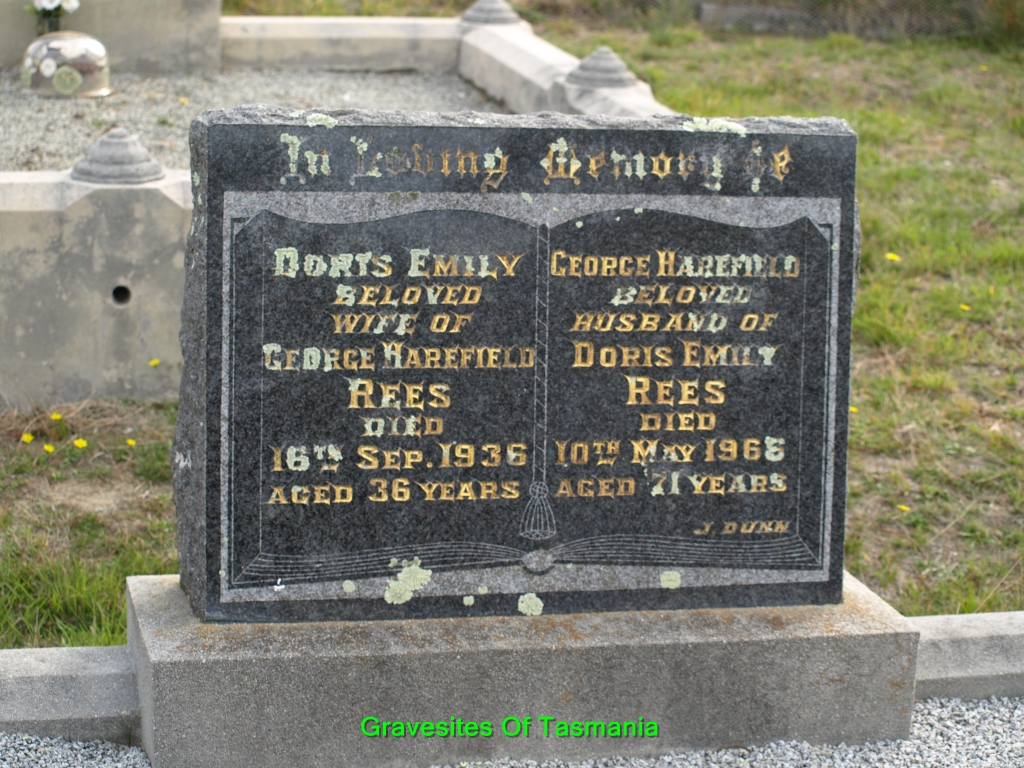 In Loving Memory of
DORIS EMILY
BELOVED
WIFE OF
GEORGE HAREFIELD
REES
DIED
16TH SEP. 1936
AGED 36 YEARS
GEORGE HAREFIELD
BELOVED
HUSBAND OF
DORIS EMILY
REES
DIED
10TH MAY 1965
AGED 71 YEARS
J. DUNN
Gravesites Of Tasmania